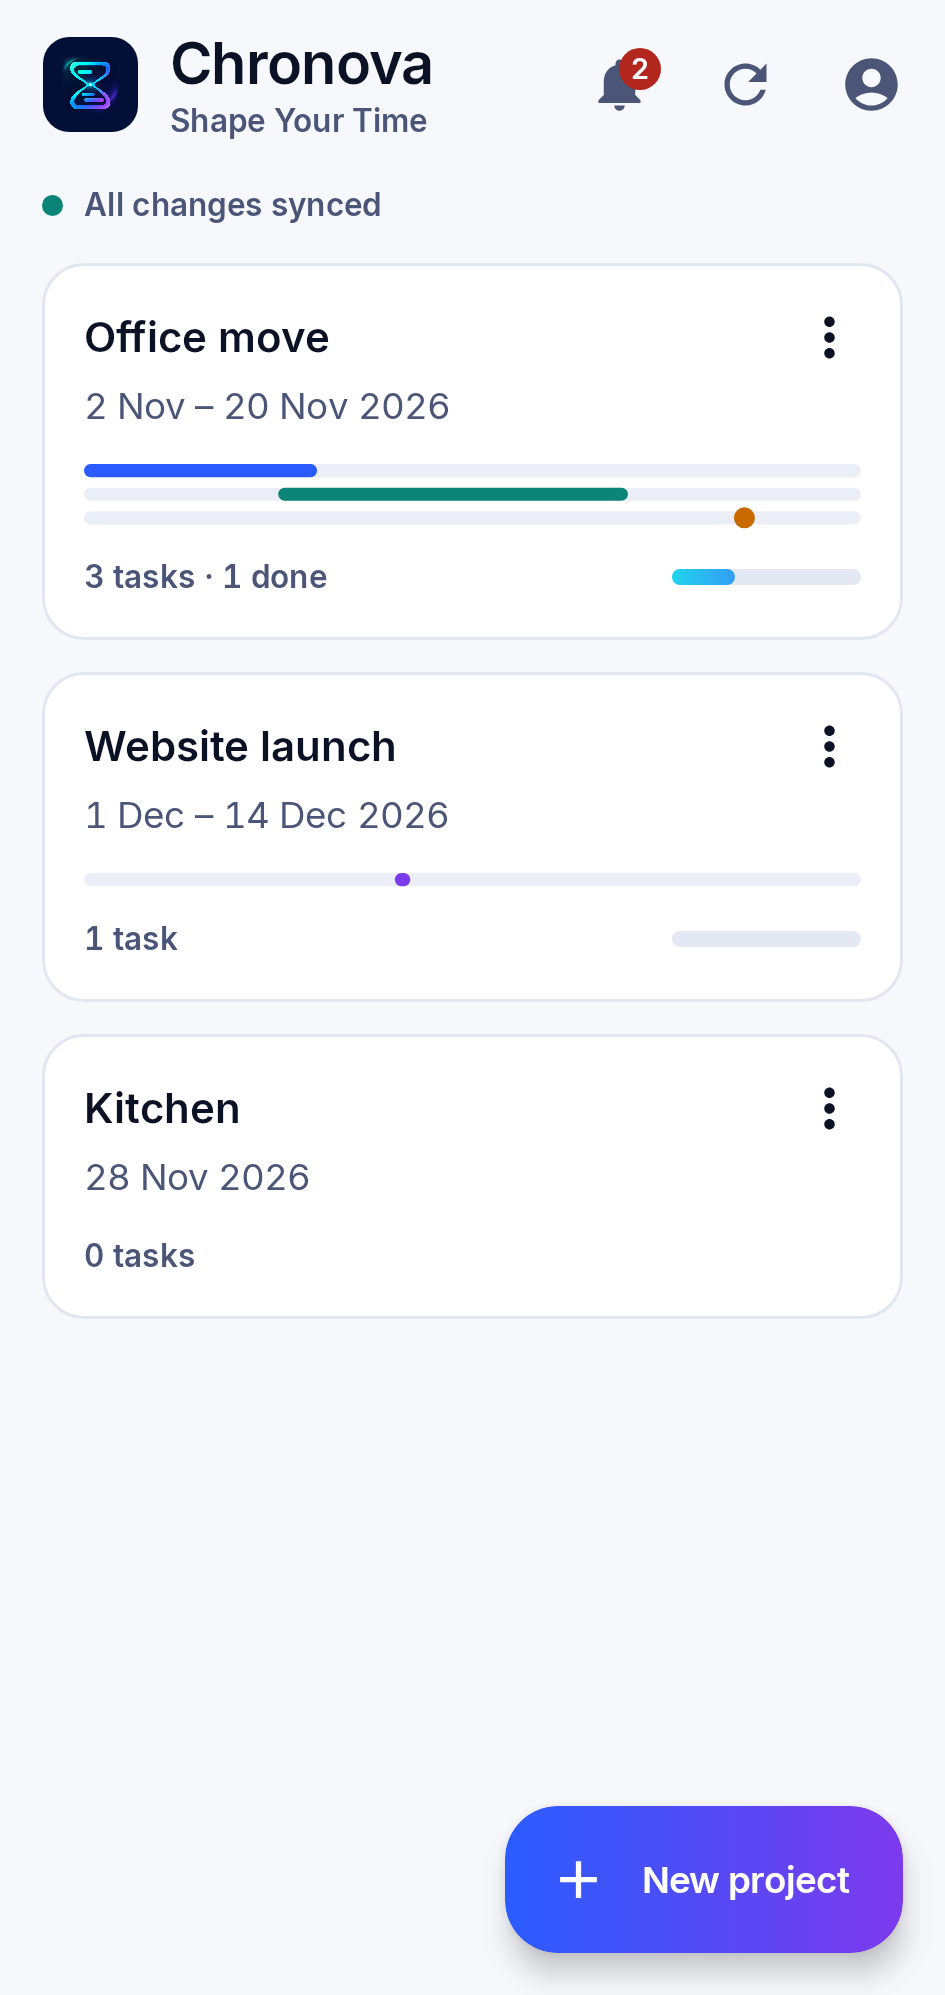 Chronova
Shape Your Time
2
All changes synced
Office move
2 Nov – 20 Nov 2026
3 tasks · 1 done
Website launch
1 Dec – 14 Dec 2026
1 task
Kitchen
28 Nov 2026
0 tasks
New project